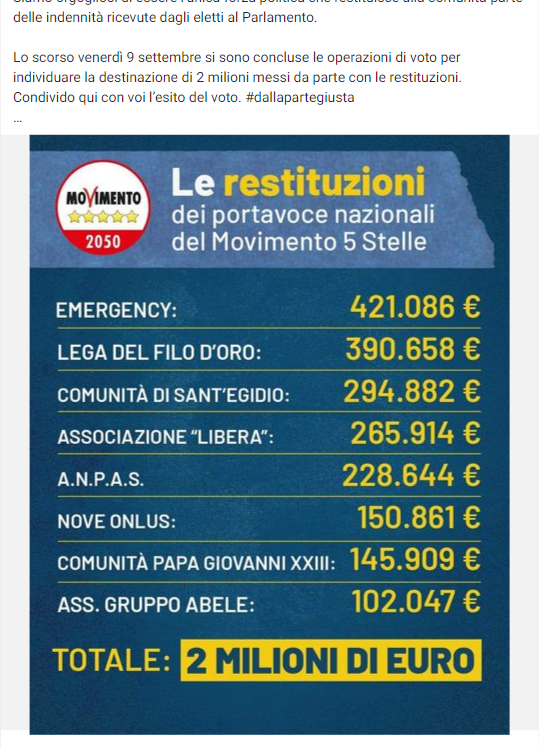 delle indennità ricevute dagli eletti al Parlamento.
Lo scorso venerdì 9 settembre si sono concluse le operazioni di voto per
individuare la destinazione di 2 milioni messi da parte con le restituzioni.
Condivido qui con voi l'esito del voto. #dallapartegiusta
...
MOVIMENTO
2050
Le restituzioni
dei portavoce nazionali
del Movimento 5 Stelle
EMERGENCY: 421.086 €
LEGA DEL FILO D'ORO: 390.658 €
COMUNITÀ DI SANT'EGIDIO: 294.882 €
ASSOCIAZIONE "LIBERA": 265.914 €
A.N.P.A.S. 228.644 €
NOVE ONLUS: 150.861 €
COMUNITÀ PAPA GIOVANNI XXIII: 145.909 €
ASS. GRUPPO ABELE: 102.047 €
TOTALE: 2 MILIONI DI EURO